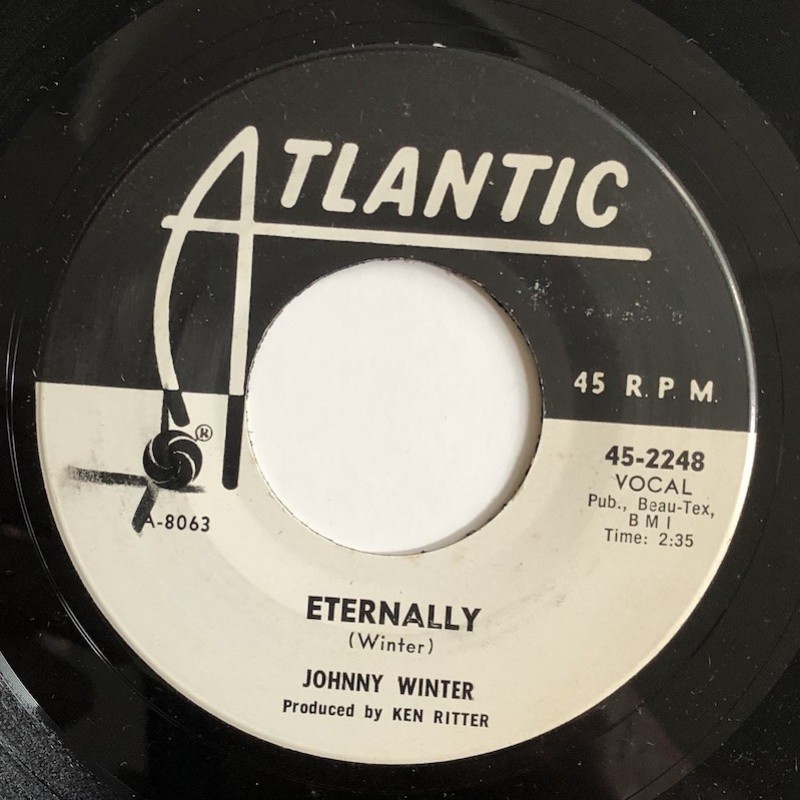 ATLANTIC
45 R.P.M.
®
45-2248
VOCAL
Pub., Beau-Tex,
BMI
Time: 2:35
A-8063
ETERNALLY
(Winter)
JOHNNY WINTER
Produced by KEN RITTER